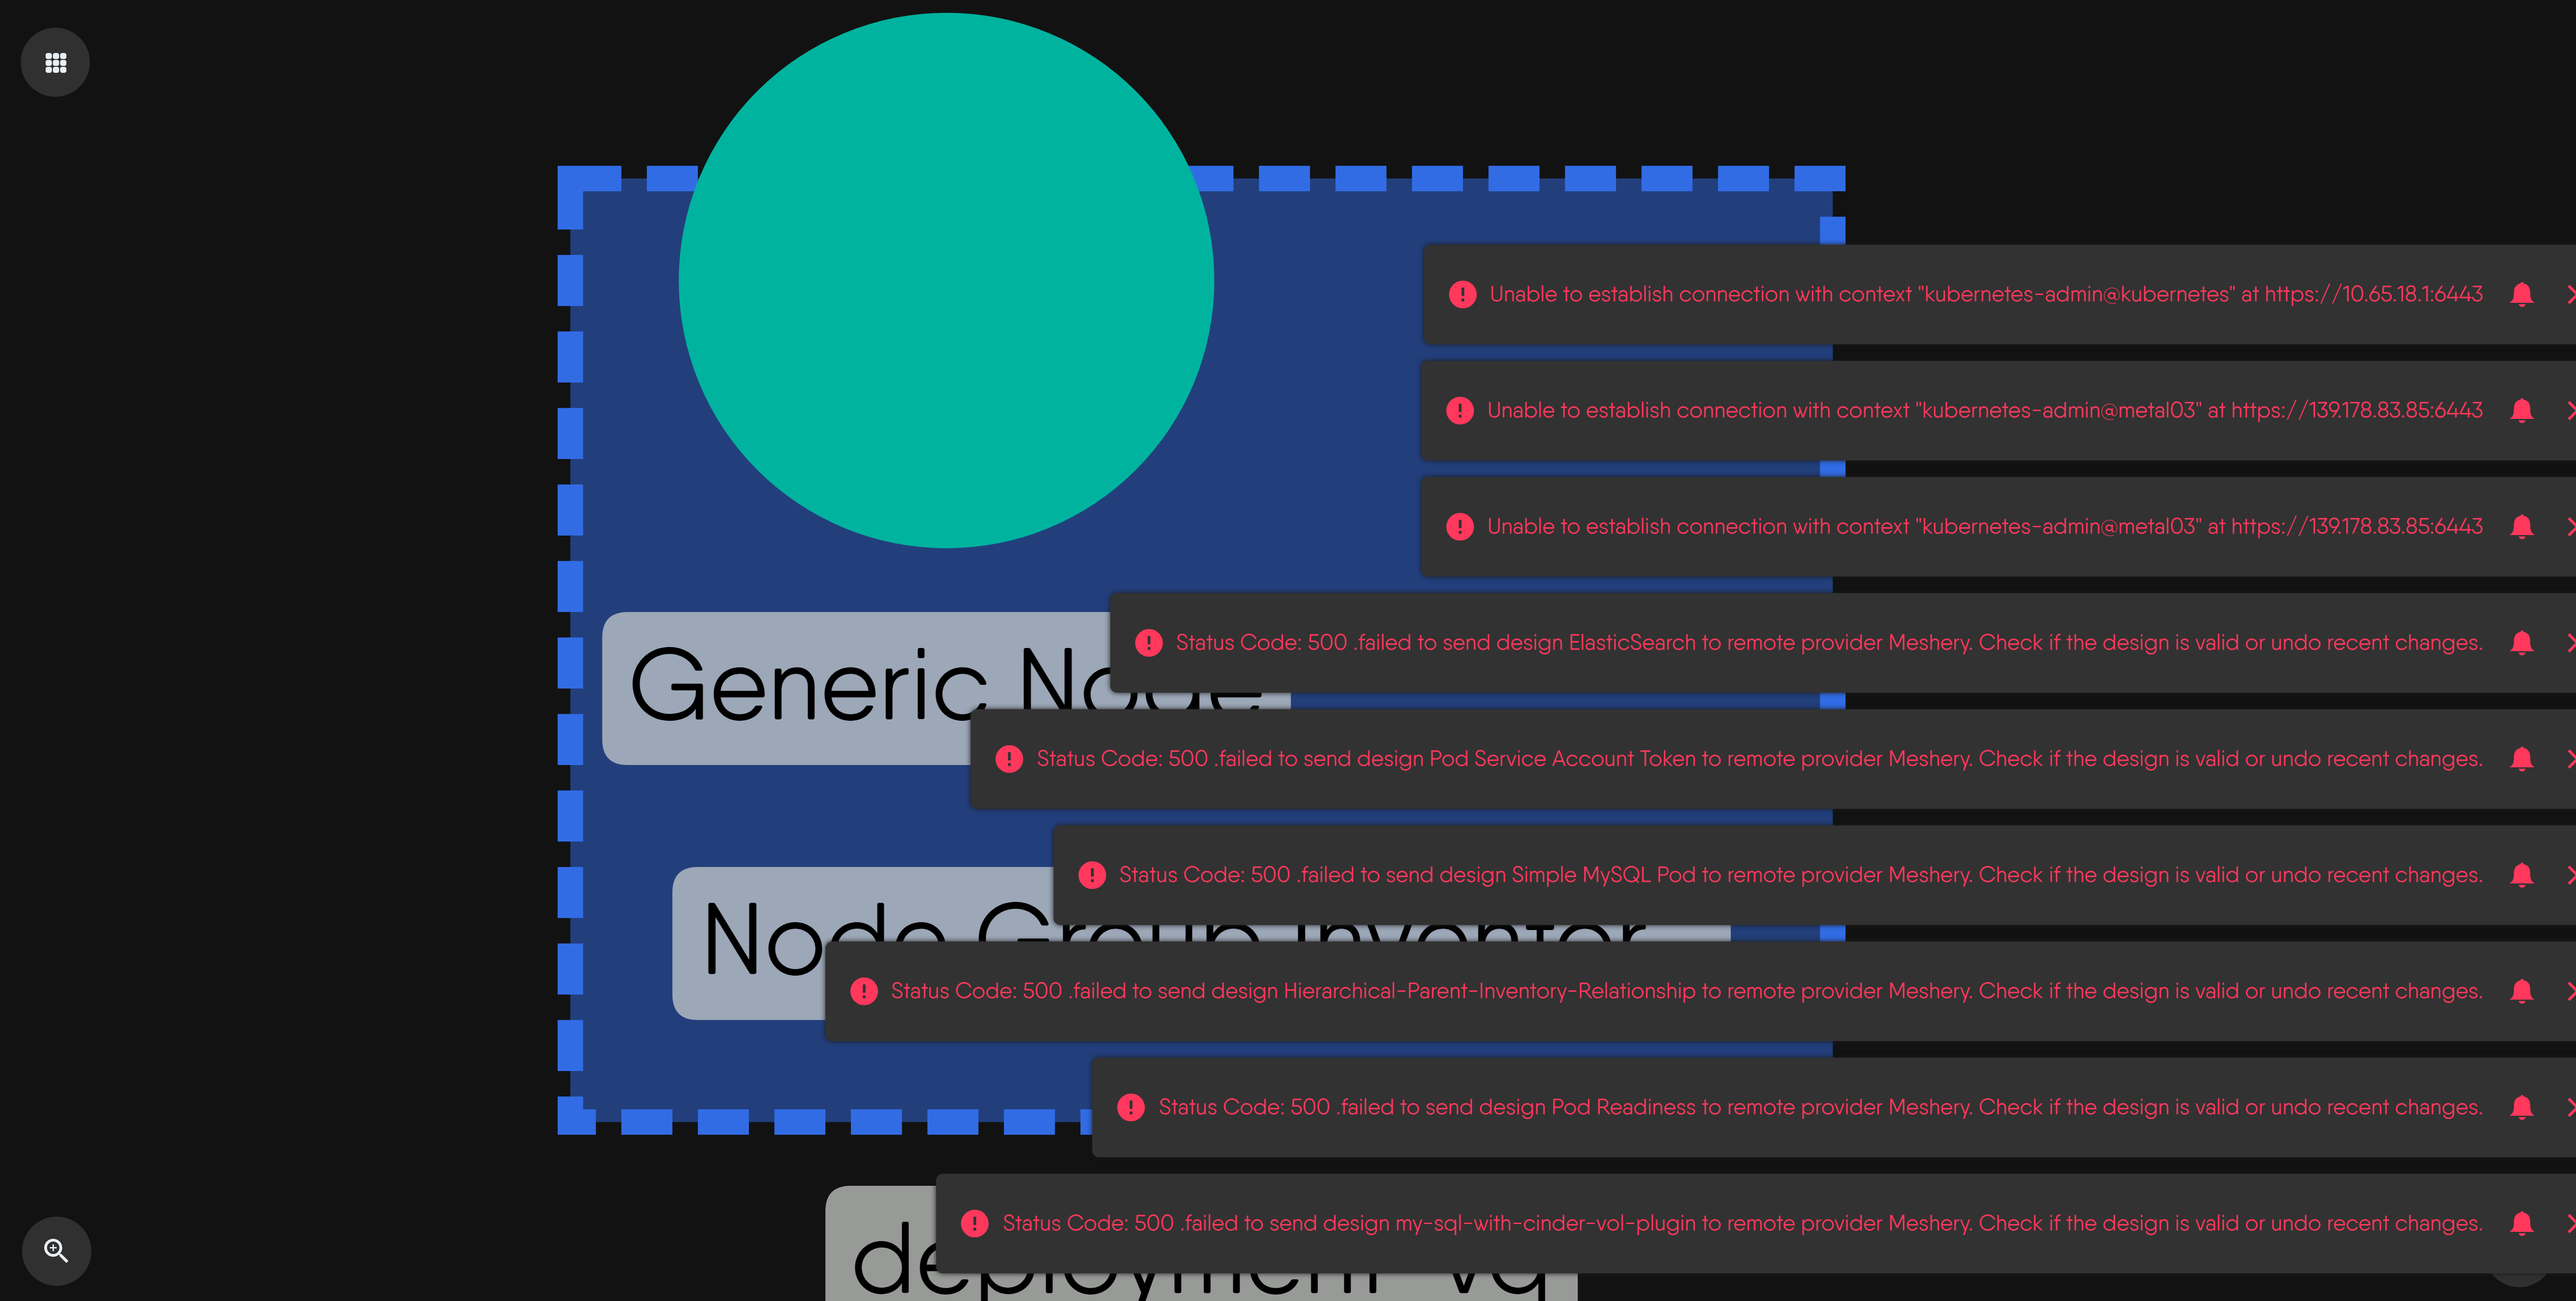 Unable to establish connection with context "kubernetes-admin@kubernetes" at https://10.65.18.1:6443
Unable to establish connection with context "kubernetes-admin@metal03" at https://139.178.83.85:6443
Unable to establish connection with context "kubernetes-admin@metal03" at https://139.178.83.85:6443
Status Code: 500 .failed to send design ElasticSearch to remote provider Meshery. Check if the design is valid or undo recent changes.
Generic Node
Status Code: 500 .failed to send design Pod Service Account Token to remote provider Meshery. Check if the design is valid or undo recent changes.
Status Code: 500 .failed to send design Simple MySQL Pod to remote provider Meshery. Check if the design is valid or undo recent changes.
Node Group Inventor
Status Code: 500 .failed to send design Hierarchical-Parent-Inventory-Relationship to remote provider Meshery. Check if the design is valid or undo recent changes.
Status Code: 500 .failed to send design Pod Readiness to remote provider Meshery. Check if the design is valid or undo recent changes.
Status Code: 500 .failed to send design my-sql-with-cinder-vol-plugin to remote provider Meshery. Check if the design is valid or undo recent changes.